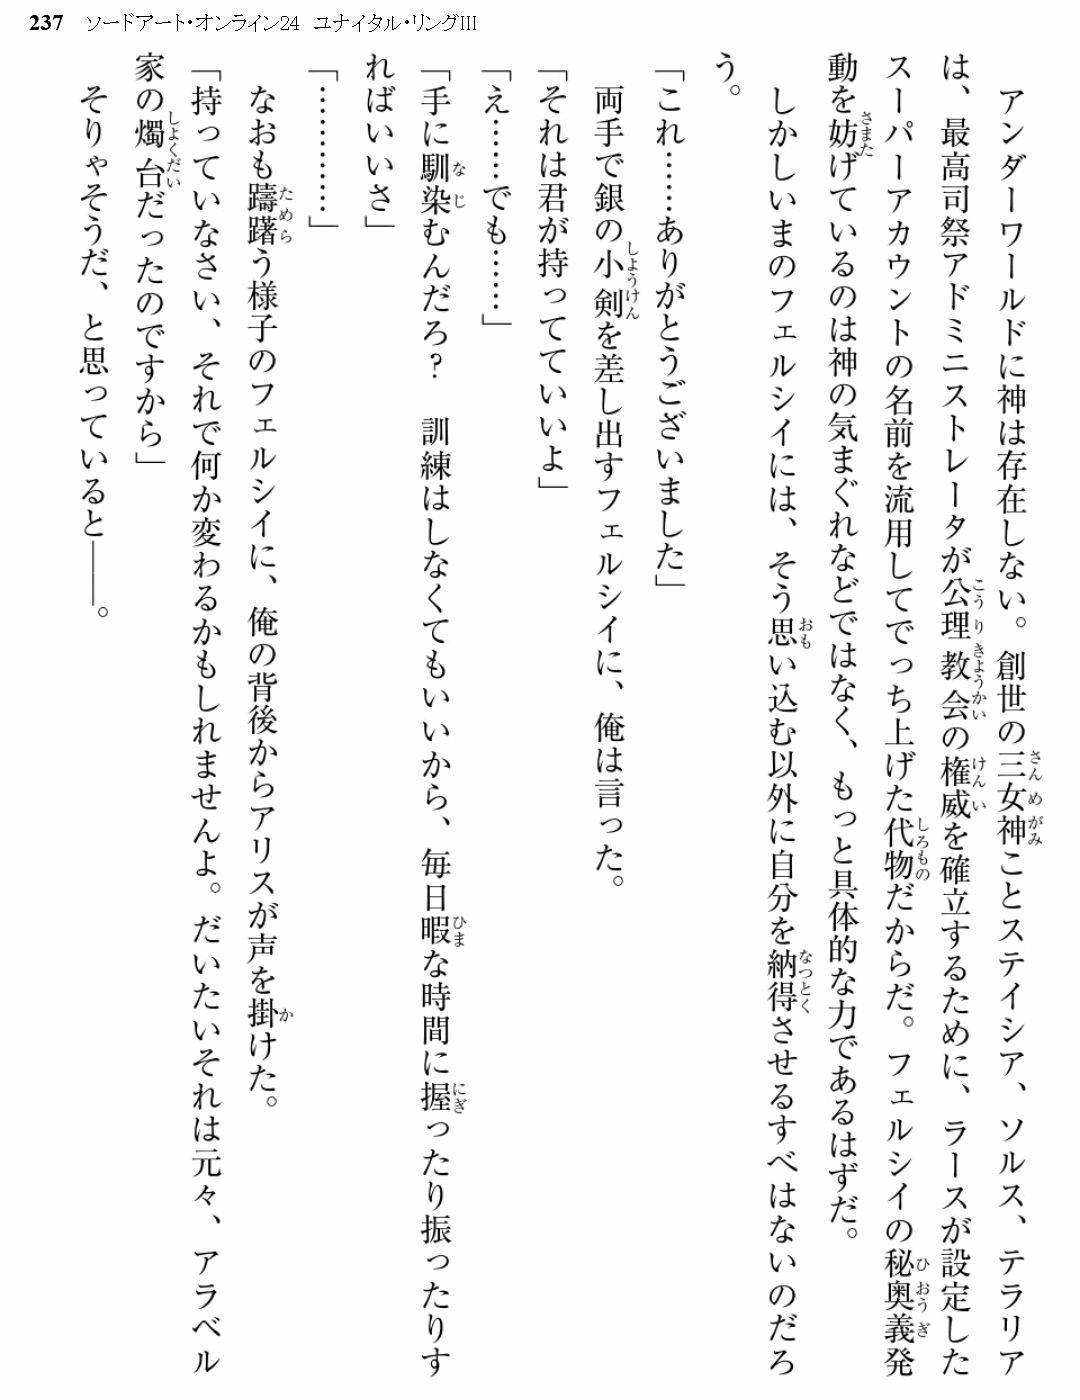 237 ソードアート・オンライン24 ユナイタル・リングIII
アンダーワールドに神は存在しない。創世の三女神ことステイシア、ソルス、テラリア
は、最高司祭アドミニストレータが公理教会の権威を確立するために、ラースが設定した
スーパーアカウントの名前を流用してでっち上げた代物だからだ。フェルシイの秘奥義発
動を妨げているのは神の気まぐれなどではなく、もっと具体的な力であるはずだ。
しかしいまのフェルシイには、そう思い込む以外に自分を納得させるすべはないのだろ
う。
「これ……ありがとうございました」
両手で銀の小剣を差し出すフェルシイに、俺は言った。
「それは君が持ってていいよ」
「え……でも……」
「手に馴染むんだろ？　訓練はしなくてもいいから、毎日暇な時間に握ったり振ったりす
ればいいさ」
「…………」
なおも躊躇う様子のフェルシイに、俺の背後からアリスが声を掛けた。
「持っていなさい、それで何か変わるかもしれませんよ。だいたいそれは元々、アラベル
家の燭台だったのですから」
そりゃそうだ、と思っていると――。